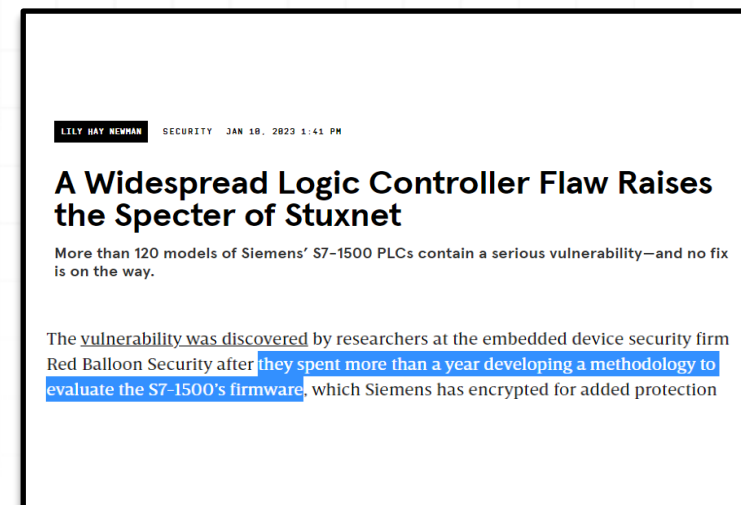 LILY HAY NEWMAN SECURITY JAN 10, 2023 1:41 PM
A Widespread Logic Controller Flaw Raises
the Specter of Stuxnet
More than 120 models of Siemens' S7-1500 PLCs contain a serious vulnerability—and no fix
is on the way.
The vulnerability was discovered by researchers at the embedded device security firm
Red Balloon Security after they spent more than a year developing a methodology to
evaluate the S7-1500's firmware, which Siemens has encrypted for added protection